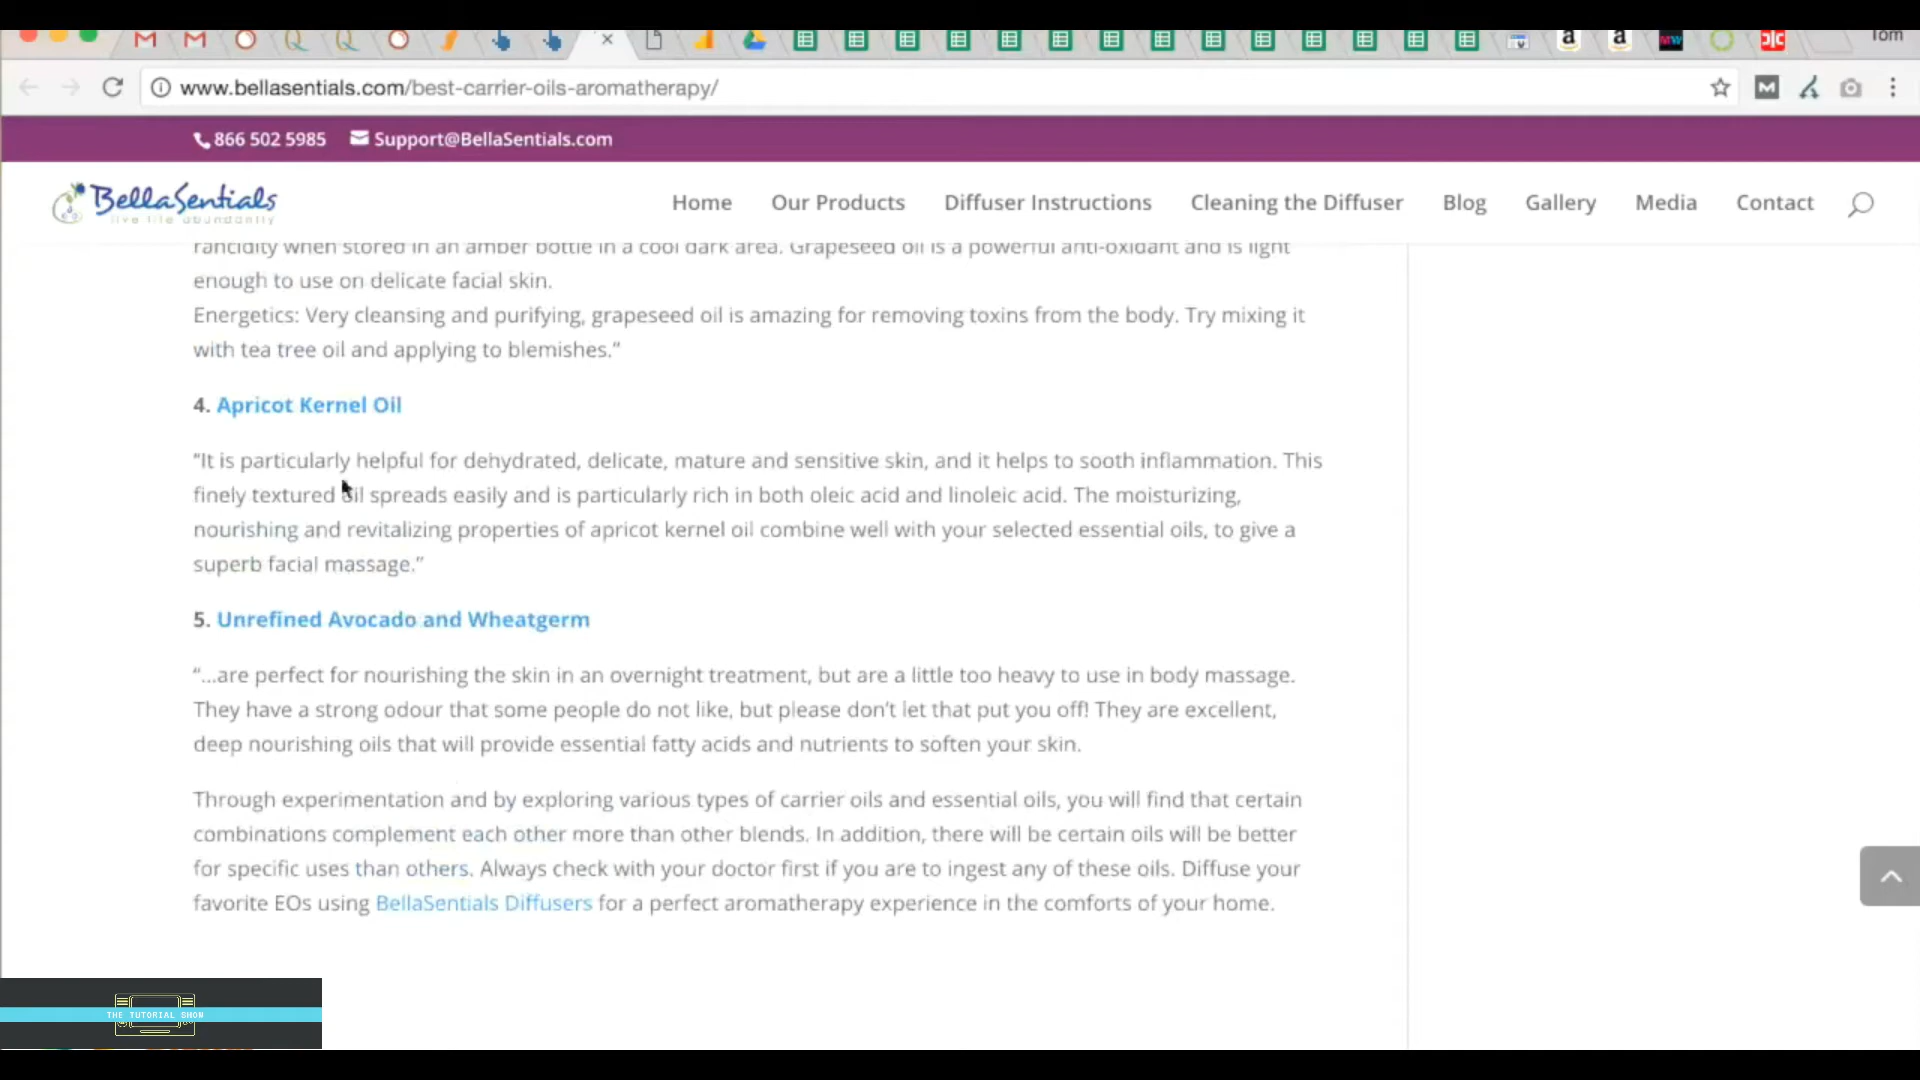 Tom
www.bellasentials.com/best-carrier-oils-aromatherapy/
866 502 5985 Support@BellaSentials.com
BellaSentials
live life abundantly
Home Our Products Diffuser Instructions Cleaning the Diffuser Blog Gallery Media Contact
rancidity when stored in an amber bottle in a cool dark area. Grapeseed oil is a powerful anti-oxidant and is light
enough to use on delicate facial skin.
Energetics: Very cleansing and purifying, grapeseed oil is amazing for removing toxins from the body. Try mixing it
with tea tree oil and applying to blemishes.”
4. Apricot Kernel Oil
“It is particularly helpful for dehydrated, delicate, mature and sensitive skin, and it helps to sooth inflammation. This
finely textured oil spreads easily and is particularly rich in both oleic acid and linoleic acid. The moisturizing,
nourishing and revitalizing properties of apricot kernel oil combine well with your selected essential oils, to give a
superb facial massage.”
5. Unrefined Avocado and Wheatgerm
“…are perfect for nourishing the skin in an overnight treatment, but are a little too heavy to use in body massage.
They have a strong odour that some people do not like, but please don’t let that put you off! They are excellent,
deep nourishing oils that will provide essential fatty acids and nutrients to soften your skin.
Through experimentation and by exploring various types of carrier oils and essential oils, you will find that certain
combinations complement each other more than other blends. In addition, there will be certain oils will be better
for specific uses than others. Always check with your doctor first if you are to ingest any of these oils. Diffuse your
favorite EOs using BellaSentials Diffusers for a perfect aromatherapy experience in the comforts of your home.
THE TUTORIAL SHOW